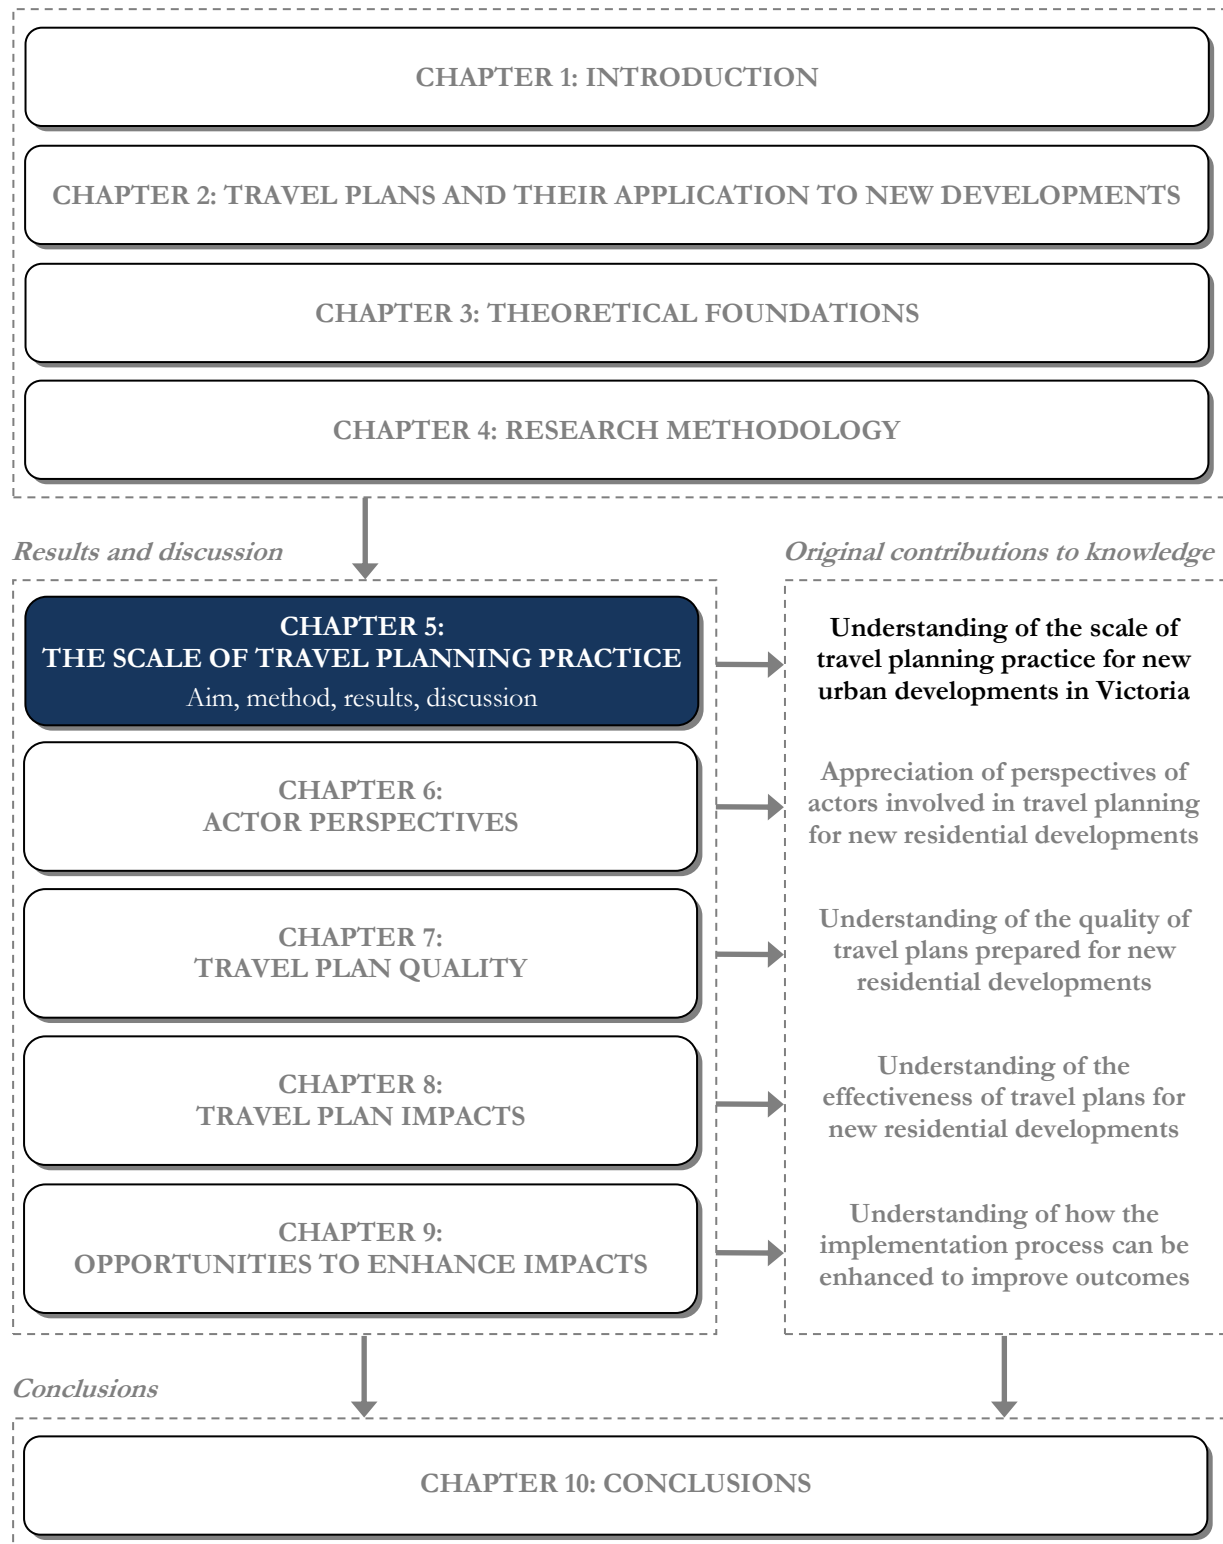 CHAPTER 1: INTRODUCTION
CHAPTER 2: TRAVEL PLANS AND THEIR APPLICATION TO NEW DEVELOPMENTS
CHAPTER 3: THEORETICAL FOUNDATIONS
CHAPTER 4: RESEARCH METHODOLOGY
Results and discussion
Original contributions to knowledge
CHAPTER 5:
THE SCALE OF TRAVEL PLANNING PRACTICE
Aim, method, results, discussion
Understanding of the scale of
travel planning practice for new
urban developments in Victoria
CHAPTER 6:
ACTOR PERSPECTIVES
Appreciation of perspectives of
actors involved in travel planning
for new residential developments
CHAPTER 7:
TRAVEL PLAN QUALITY
Understanding of the quality of
travel plans prepared for new
residential developments
CHAPTER 8:
TRAVEL PLAN IMPACTS
Understanding of the
effectiveness of travel plans for
new residential developments
CHAPTER 9:
OPPORTUNITIES TO ENHANCE IMPACTS
Understanding of how the
implementation process can be
enhanced to improve outcomes
Conclusions
CHAPTER 10: CONCLUSIONS